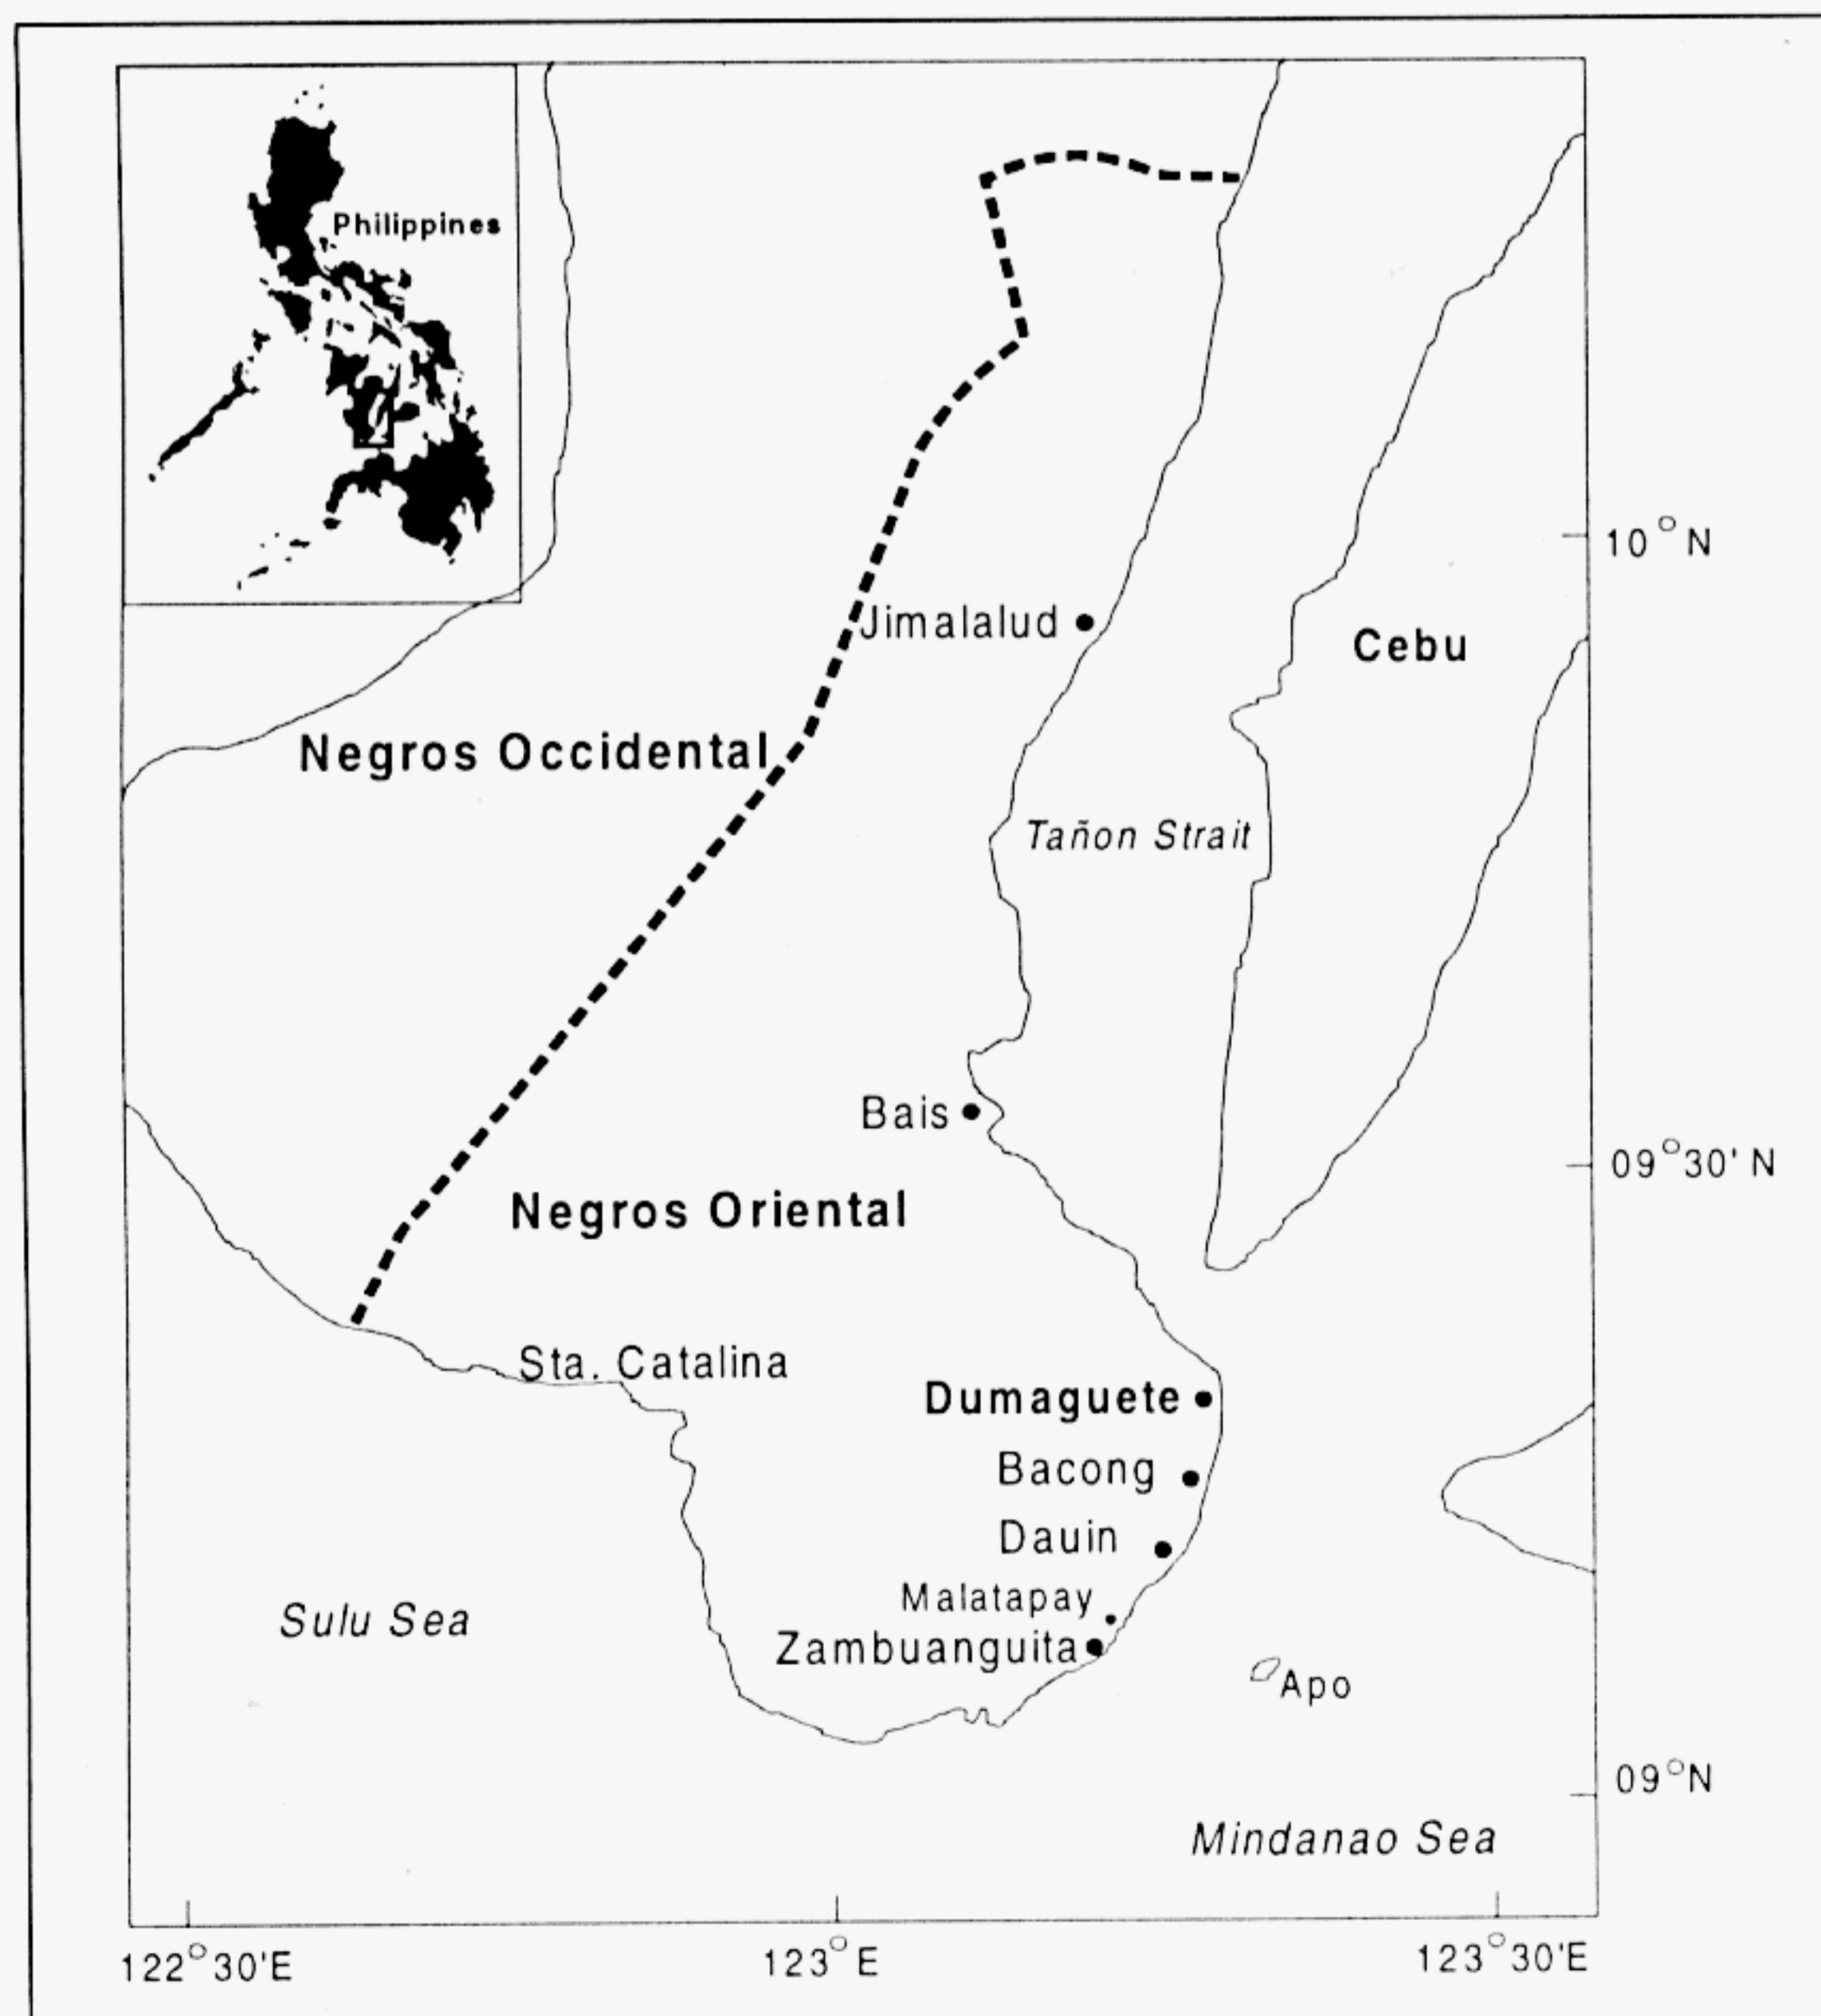 Philippines
10°N
Jimalalud
Cebu
Negros Occidental
Tañon Strait
Bais
09°30'N
Negros Oriental
Sta. Catalina
Dumaguete
Bacong
Dauin
Malatapay
Sulu Sea
Zambuanguita
Apo
09°N
Mindanao Sea
122°30'E
123°E
123°30'E